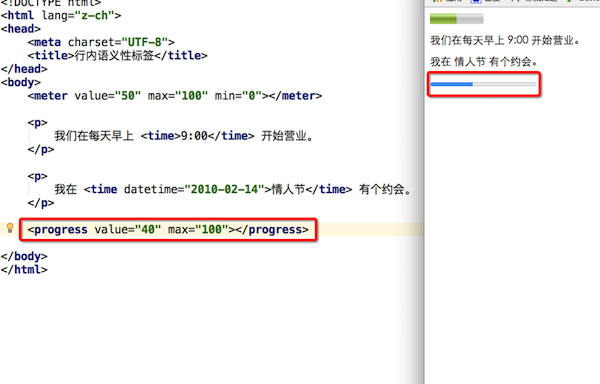 <!DOCTYPE html>
<html lang="z-ch">
<head>
<meta charset="UTF-8">
<title>行内语义性标签</title>
</head>
<body>
<meter value="50" max="100" min="0"></meter>
<p>
我们在每天早上 <time>9:00</time> 开始营业。
</p>
<p>
我在 <time datetime="2010-02-14">情人节</time> 有个约会。
</p>
<progress value="40" max="100"></progress>
</body>
</html>
我们在每天早上 9:00 开始营业。
我在 情人节 有个约会。